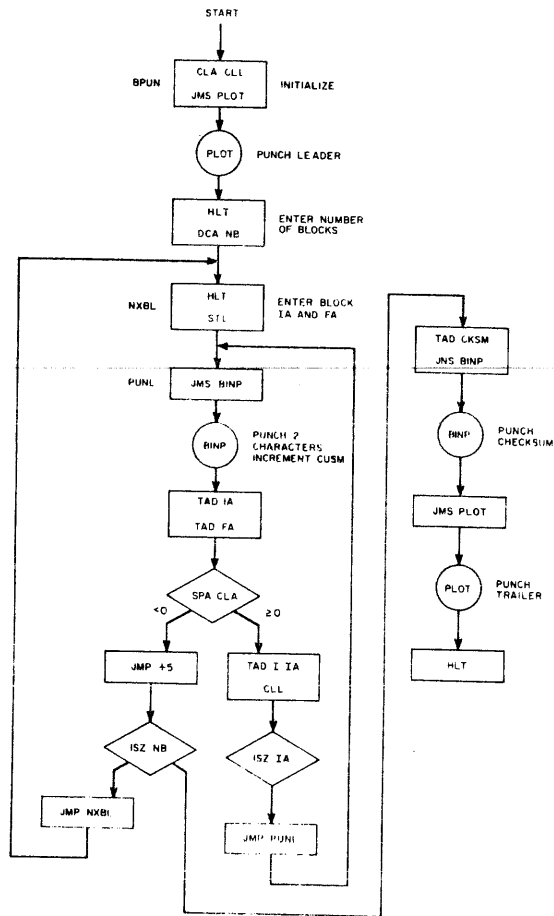 START
BPUN
CLA CLL
JMS PLOT
INITIALIZE
PLOT
PUNCH LEADER
HLT
DCA NB
ENTER NUMBER
OF BLOCKS
NXBL
HLT
STL
ENTER BLOCK
IA AND FA
PUNL
JMS BINP
BINP
PUNCH 2
CHARACTERS
INCREMENT CUSM
TAD IA
TAD FA
SPA CLA
<0
≥0
JMP +5
TAD I IA
CLL
ISZ NB
ISZ IA
JMP NXBL
JMP PUNL
TAD CKSM
JNS BINP
BINP
PUNCH
CHECKSUM
JMS PLOT
PLOT
PUNCH
TRAILER
HLT